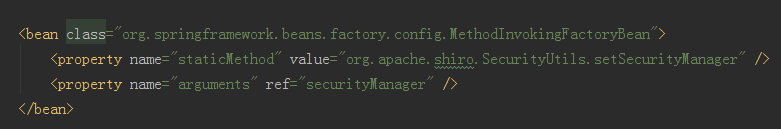 <bean class="org.springframework.beans.factory.config.MethodInvokingFactoryBean">
    <property name="staticMethod" value="org.apache.shiro.SecurityUtils.setSecurityManager" />
    <property name="arguments" ref="securityManager" />
</bean>